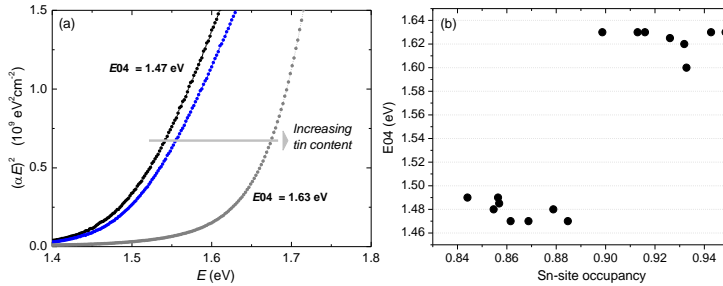 (a)
E04 = 1.47 eV
Increasing
tin content
E04 = 1.63 eV
(αE)² (10⁹ eV²cm⁻²)
1.5
1.0
0.5
0.0
1.4 1.5 1.6 1.7 1.8
E (eV)
(b)
E04 (eV)
1.64
1.62
1.60
1.58
1.56
1.54
1.52
1.50
1.48
1.46
0.84 0.86 0.88 0.90 0.92 0.94
Sn-site occupancy